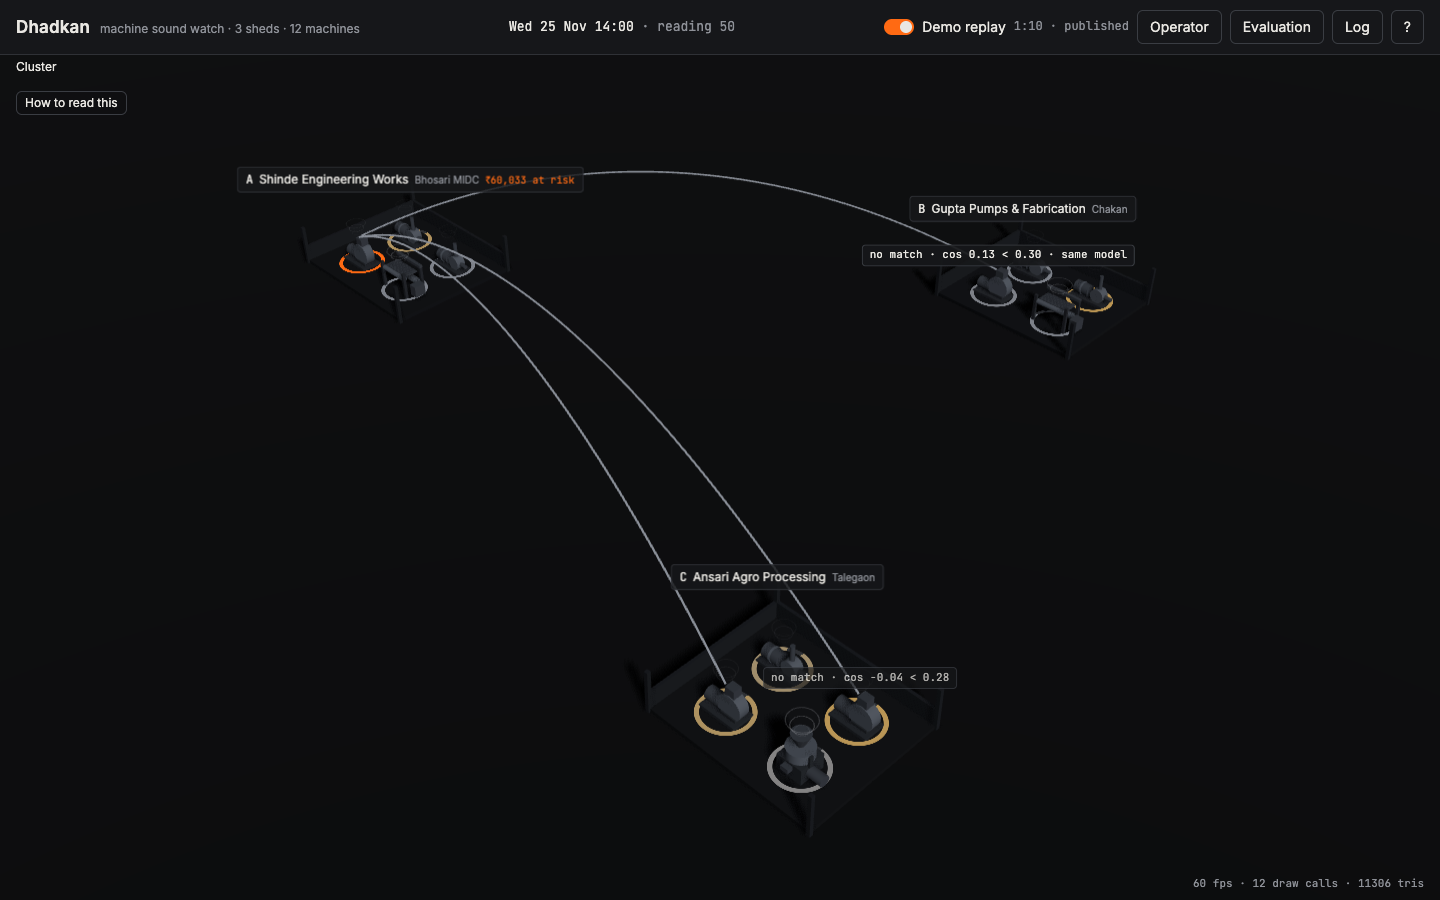 Dhadkan machine sound watch · 3 sheds · 12 machines
Wed 25 Nov 14:00 · reading 50
Demo replay 1:10 · published
Operator
Evaluation
Log
?
Cluster
How to read this
A Shinde Engineering Works Bhosari MIDC ₹60,033 at risk
B Gupta Pumps & Fabrication Chakan
no match · cos 0.13 < 0.30 · same model
C Ansari Agro Processing Talegaon
no match · cos -0.04 < 0.28
60 fps · 12 draw calls · 11306 tris